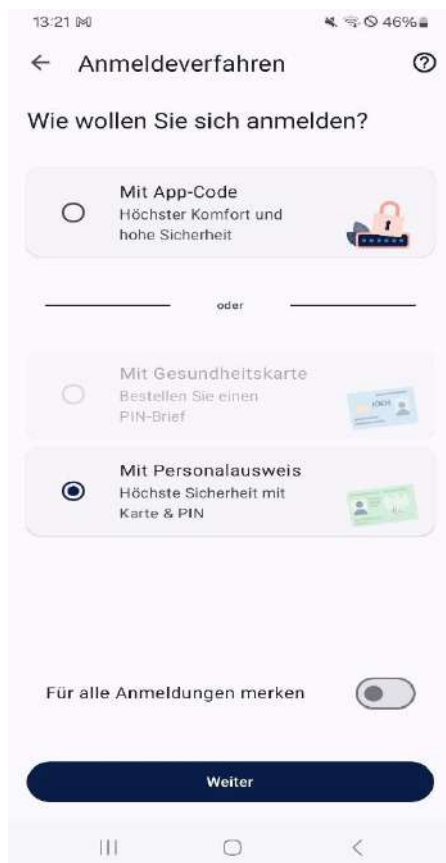 13:21 46%
Anmeldeverfahren
Wie wollen Sie sich anmelden?
Mit App-Code
Höchster Komfort und
hohe Sicherheit
oder
Mit Gesundheitskarte
Bestellen Sie einen
PIN-Brief
Mit Personalausweis
Höchste Sicherheit mit
Karte & PIN
Für alle Anmeldungen merken
Weiter